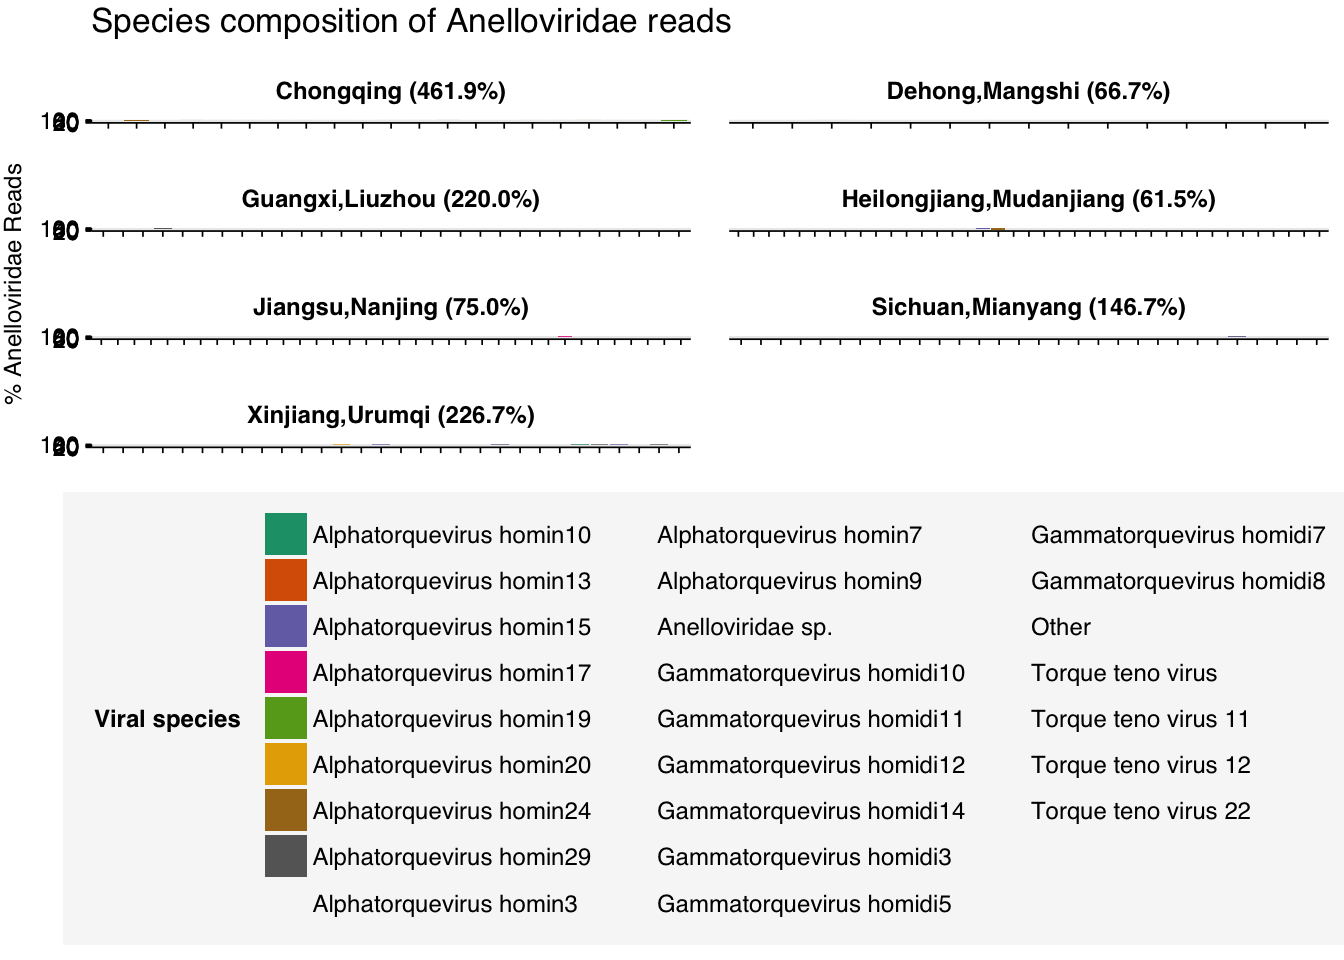 Species composition of Anelloviridae reads
Chongqing (461.9%)
Dehong,Mangshi (66.7%)
Guangxi,Liuzhou (220.0%)
Heilongjiang,Mudanjiang (61.5%)
Jiangsu,Nanjing (75.0%)
Sichuan,Mianyang (146.7%)
Xinjiang,Urumqi (226.7%)
% Anelloviridae Reads
Viral species
Alphatorquevirus homin10
Alphatorquevirus homin13
Alphatorquevirus homin15
Alphatorquevirus homin17
Alphatorquevirus homin19
Alphatorquevirus homin20
Alphatorquevirus homin24
Alphatorquevirus homin29
Alphatorquevirus homin3
Alphatorquevirus homin7
Alphatorquevirus homin9
Anelloviridae sp.
Gammatorquevirus homidi10
Gammatorquevirus homidi11
Gammatorquevirus homidi12
Gammatorquevirus homidi14
Gammatorquevirus homidi3
Gammatorquevirus homidi5
Gammatorquevirus homidi7
Gammatorquevirus homidi8
Other
Torque teno virus
Torque teno virus 11
Torque teno virus 12
Torque teno virus 22